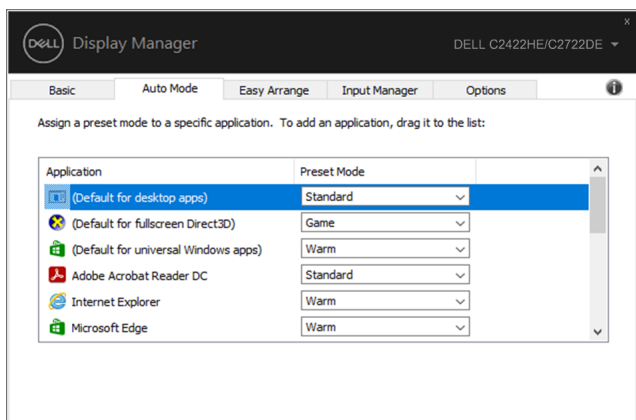 DELL Display Manager DELL C2422HE/C2722DE x
Basic Auto Mode Easy Arrange Input Manager Options i
Assign a preset mode to a specific application. To add an application, drag it to the list:
Application Preset Mode
(Default for desktop apps) Standard
(Default for fullscreen Direct3D) Game
(Default for universal Windows apps) Warm
Adobe Acrobat Reader DC Standard
Internet Explorer Warm
Microsoft Edge Warm